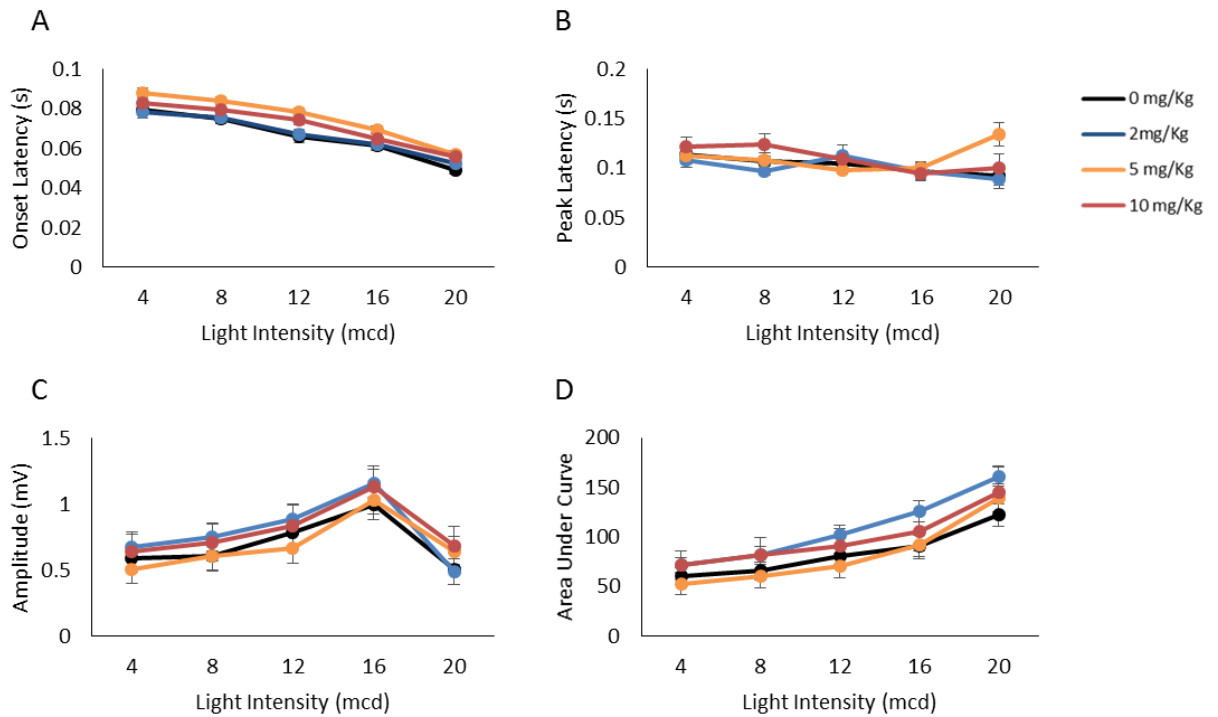 A
Onset Latency (s)
0.1
0.08
0.06
0.04
0.02
0
4 8 12 16 20
Light Intensity (mcd)
B
Peak Latency (s)
0.2
0.15
0.1
0.05
0
4 8 12 16 20
Light Intensity (mcd)
0 mg/Kg
2mg/Kg
5 mg/Kg
10 mg/Kg
C
Amplitude (mV)
1.5
1
0.5
0
4 8 12 16 20
Light Intensity (mcd)
D
Area Under Curve
200
150
100
50
0
4 8 12 16 20
Light Intensity (mcd)